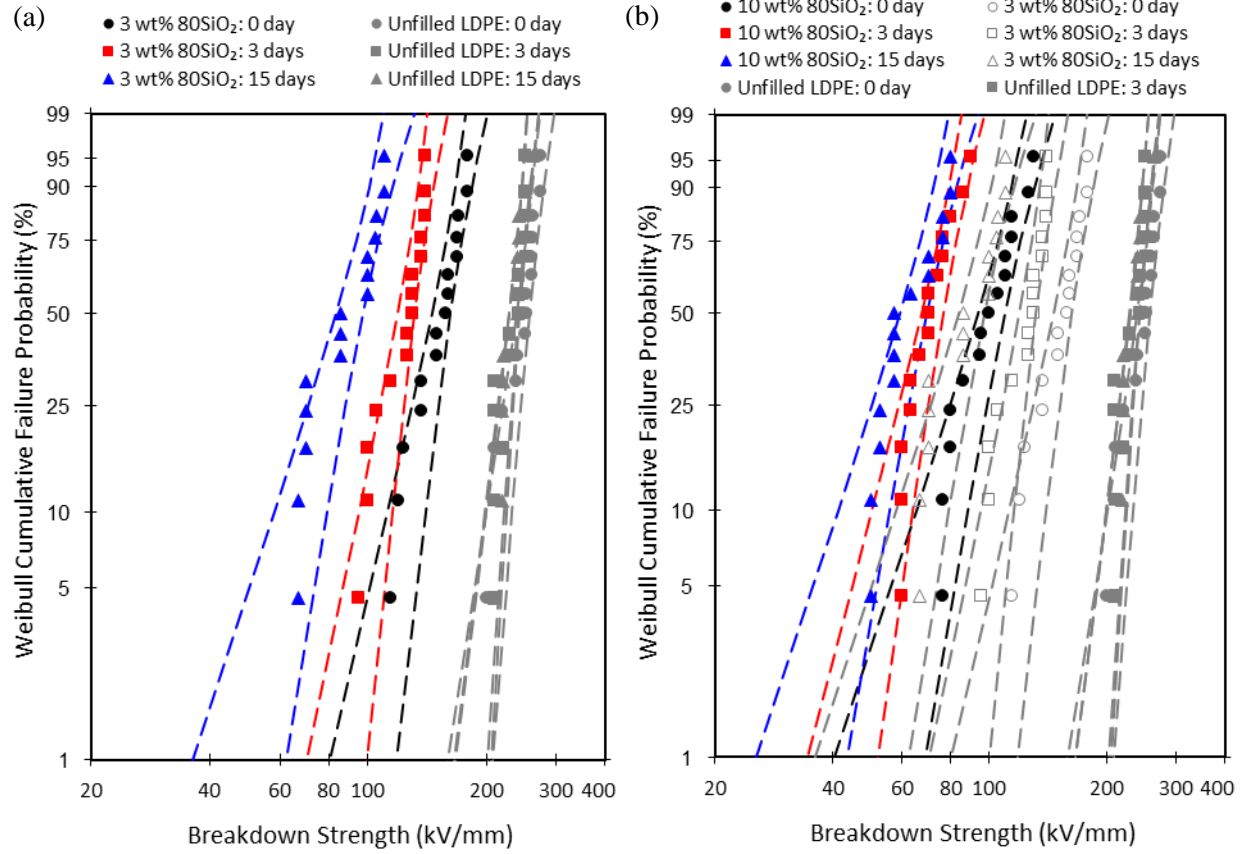 (a)
3 wt% 80SiO₂: 0 day
Unfilled LDPE: 0 day
3 wt% 80SiO₂: 3 days
Unfilled LDPE: 3 days
3 wt% 80SiO₂: 15 days
Unfilled LDPE: 15 days
Weibull Cumulative Failure Probability (%)
99
95
90
75
50
25
10
5
1
20 40 60 80 100 200 300 400
Breakdown Strength (kV/mm)
(b)
10 wt% 80SiO₂: 0 day
3 wt% 80SiO₂: 0 day
10 wt% 80SiO₂: 3 days
3 wt% 80SiO₂: 3 days
10 wt% 80SiO₂: 15 days
3 wt% 80SiO₂: 15 days
Unfilled LDPE: 0 day
Unfilled LDPE: 3 days
Weibull Cumulative Failure Probability (%)
99
95
90
75
50
25
10
5
1
20 40 60 80 100 200 300 400
Breakdown Strength (kV/mm)